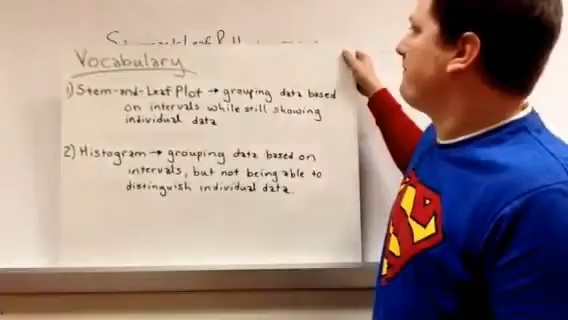 Vocabulary
1) Stem-and-Leaf Plot → grouping data based
on intervals while still showing
individual data
2) Histogram → grouping data based on
intervals, but not being able to
distinguish individual data.